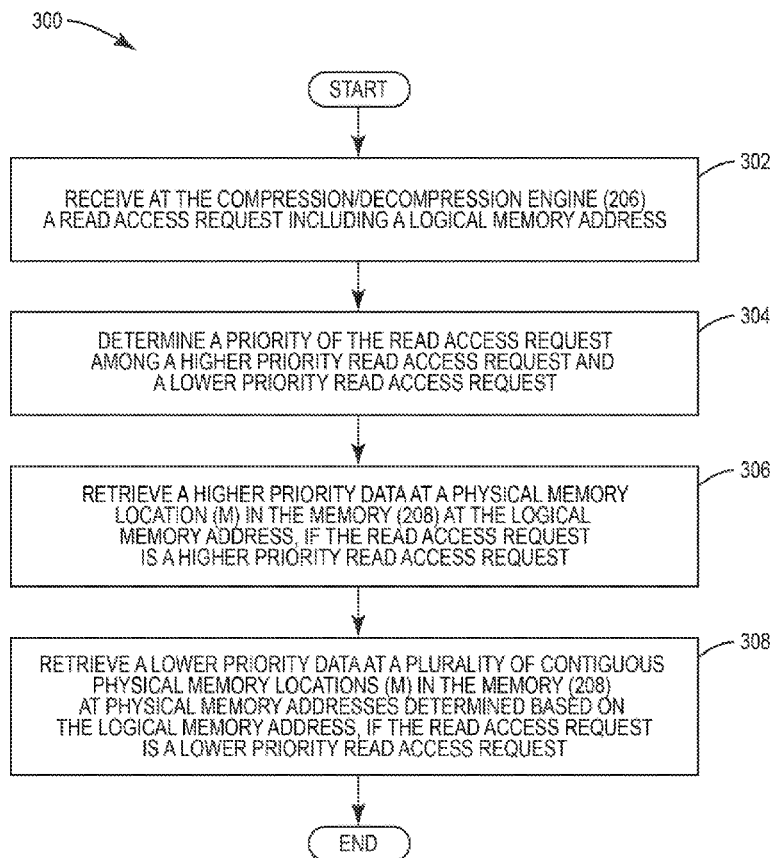 300
START
302
RECEIVE AT THE COMPRESSION/DECOMPRESSION ENGINE (206)
A READ ACCESS REQUEST INCLUDING A LOGICAL MEMORY ADDRESS
304
DETERMINE A PRIORITY OF THE READ ACCESS REQUEST
AMONG A HIGHER PRIORITY READ ACCESS REQUEST AND
A LOWER PRIORITY READ ACCESS REQUEST
306
RETRIEVE A HIGHER PRIORITY DATA AT A PHYSICAL MEMORY
LOCATION (M) IN THE MEMORY (208) AT THE LOGICAL
MEMORY ADDRESS, IF THE READ ACCESS REQUEST
IS A HIGHER PRIORITY READ ACCESS REQUEST
308
RETRIEVE A LOWER PRIORITY DATA AT A PLURALITY OF CONTIGUOUS
PHYSICAL MEMORY LOCATIONS (M) IN THE MEMORY (208)
AT PHYSICAL MEMORY ADDRESSES DETERMINED BASED ON
THE LOGICAL MEMORY ADDRESS, IF THE READ ACCESS REQUEST
IS A LOWER PRIORITY READ ACCESS REQUEST
END